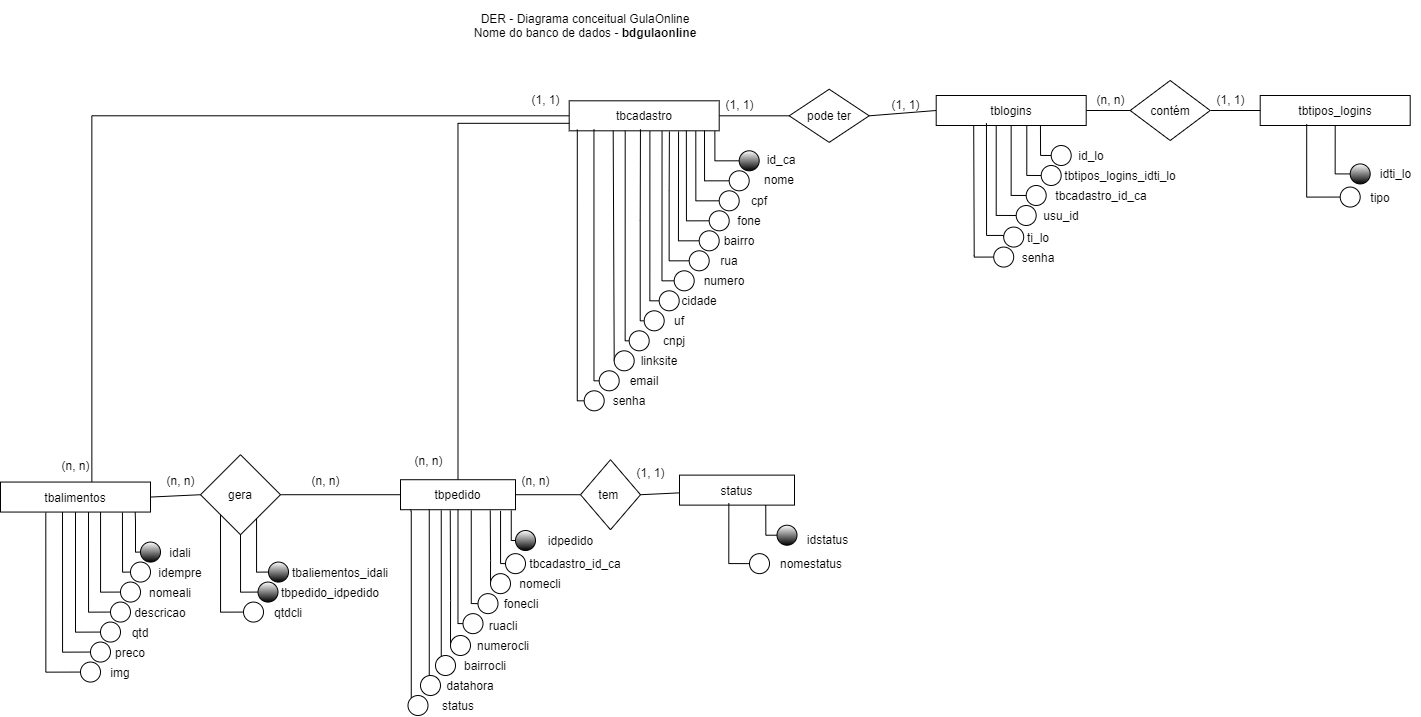 DER - Diagrama conceitual GulaOnline
Nome do banco de dados - bdgulaonline
(1, 1)
tbcadastro
(1, 1)
pode ter
(1, 1)
tblogins
(n, n)
contém
(1, 1)
tbtipos_logins
id_ca
nome
cpf
fone
bairro
rua
numero
cidade
uf
cnpj
linksite
email
senha
id_lo
tbtipos_logins_idti_lo
tbcadastro_id_ca
usu_id
ti_lo
senha
idti_lo
tipo
(n, n)
tbalimentos
(n, n)
gera
(n, n)
(n, n)
tbpedido
(n, n)
tem
(1, 1)
status
idali
idempre
nomeali
descricao
qtd
preco
img
tbaliementos_idali
tbpedido_idpedido
qtdcli
idpedido
tbcadastro_id_ca
nomecli
fonecli
ruacli
numerocli
bairrocli
datahora
status
idstatus
nomestatus